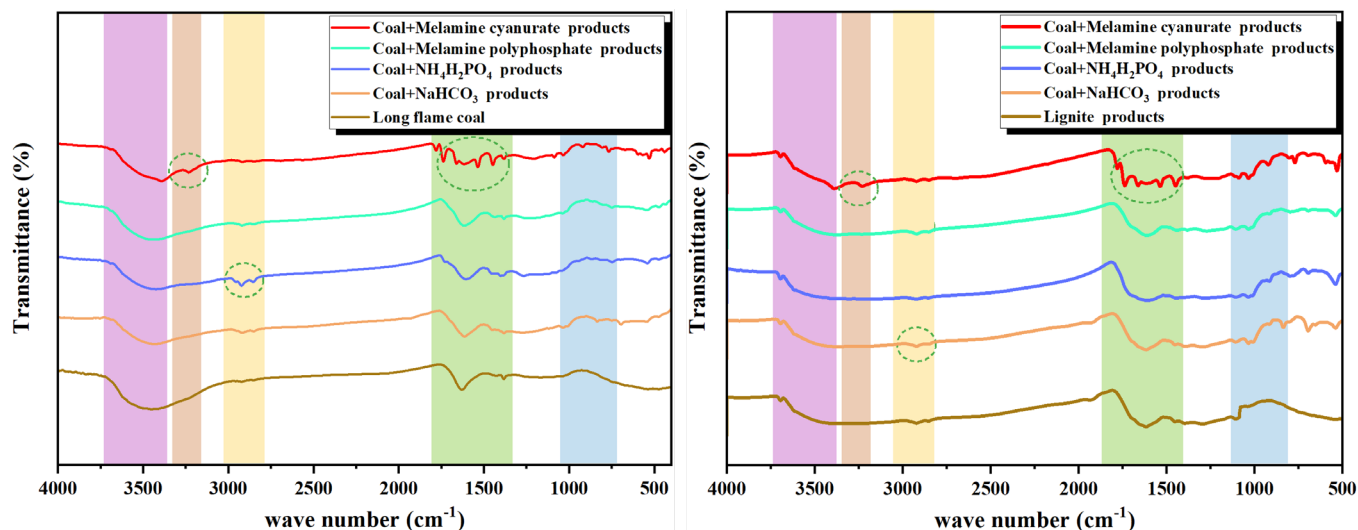 Coal+Melamine cyanurate products
Coal+Melamine polyphosphate products
Coal+NH₄H₂PO₄ products
Coal+NaHCO₃ products
Long flame coal
Transmittance (%)
4000 3500 3000 2500 2000 1500 1000 500
wave number (cm⁻¹)
Coal+Melamine cyanurate products
Coal+Melamine polyphosphate products
Coal+NH₄H₂PO₄ products
Coal+NaHCO₃ products
Lignite products
Transmittance (%)
4000 3500 3000 2500 2000 1500 1000 500
wave number (cm⁻¹)